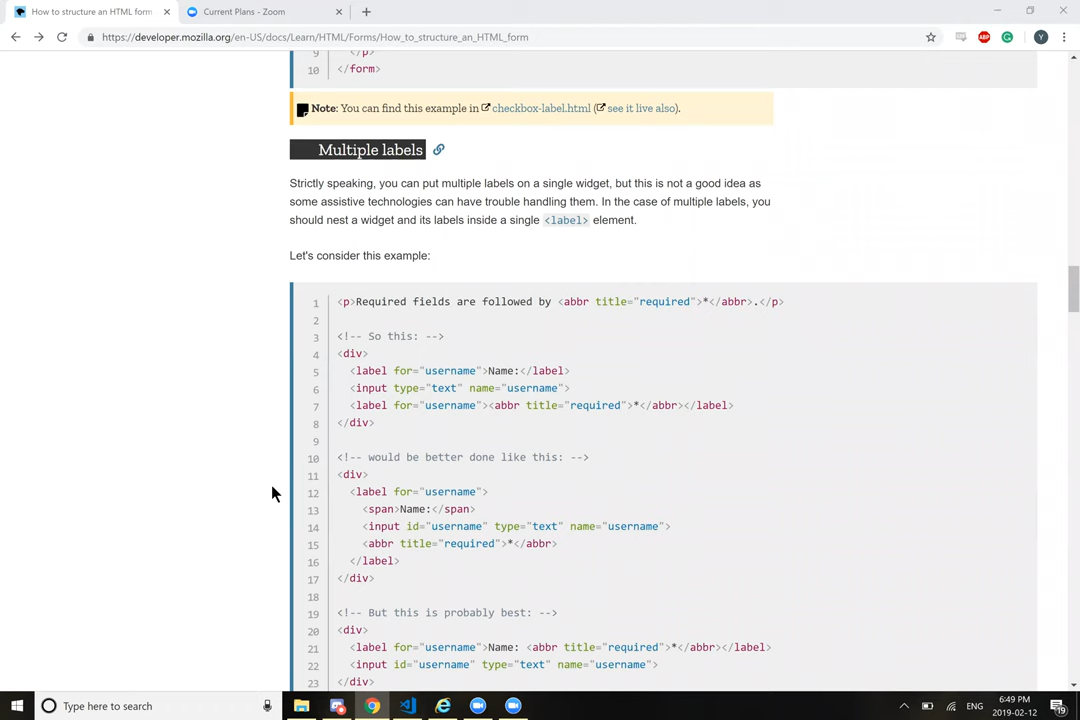 How to structure an HTML form
Current Plans - Zoom
https://developer.mozilla.org/en-US/docs/Learn/HTML/Forms/How_to_structure_an_HTML_form
ABP
G
Y
9 </p>
10 </form>
Note: You can find this example in checkbox-label.html (see it live also).
Multiple labels
Strictly speaking, you can put multiple labels on a single widget, but this is not a good idea as
some assistive technologies can have trouble handling them. In the case of multiple labels, you
should nest a widget and its labels inside a single <label> element.
Let's consider this example:
1 <p>Required fields are followed by <abbr title="required">*</abbr>.</p>
2
3 <!-- So this: -->
4 <div>
5 <label for="username">Name:</label>
6 <input type="text" name="username">
7 <label for="username"><abbr title="required">*</abbr></label>
8 </div>
9
10 <!-- would be better done like this: -->
11 <div>
12 <label for="username">
13 <span>Name:</span>
14 <input id="username" type="text" name="username">
15 <abbr title="required">*</abbr>
16 </label>
17 </div>
18
19 <!-- But this is probably best: -->
20 <div>
21 <label for="username">Name: <abbr title="required">*</abbr></label>
22 <input id="username" type="text" name="username">
23 </div>
Type here to search
ENG
6:49 PM
2019-02-12
19